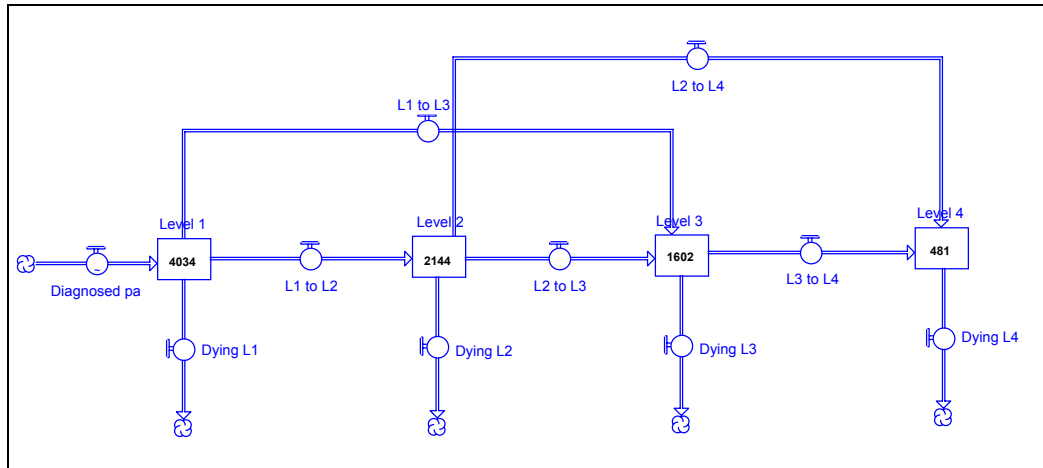 L2 to L4
L1 to L3
Level 1
Level 2
Level 3
Level 4
4034
2144
1602
481
~
Diagnosed pa
L1 to L2
L2 to L3
L3 to L4
Dying L1
Dying L2
Dying L3
Dying L4